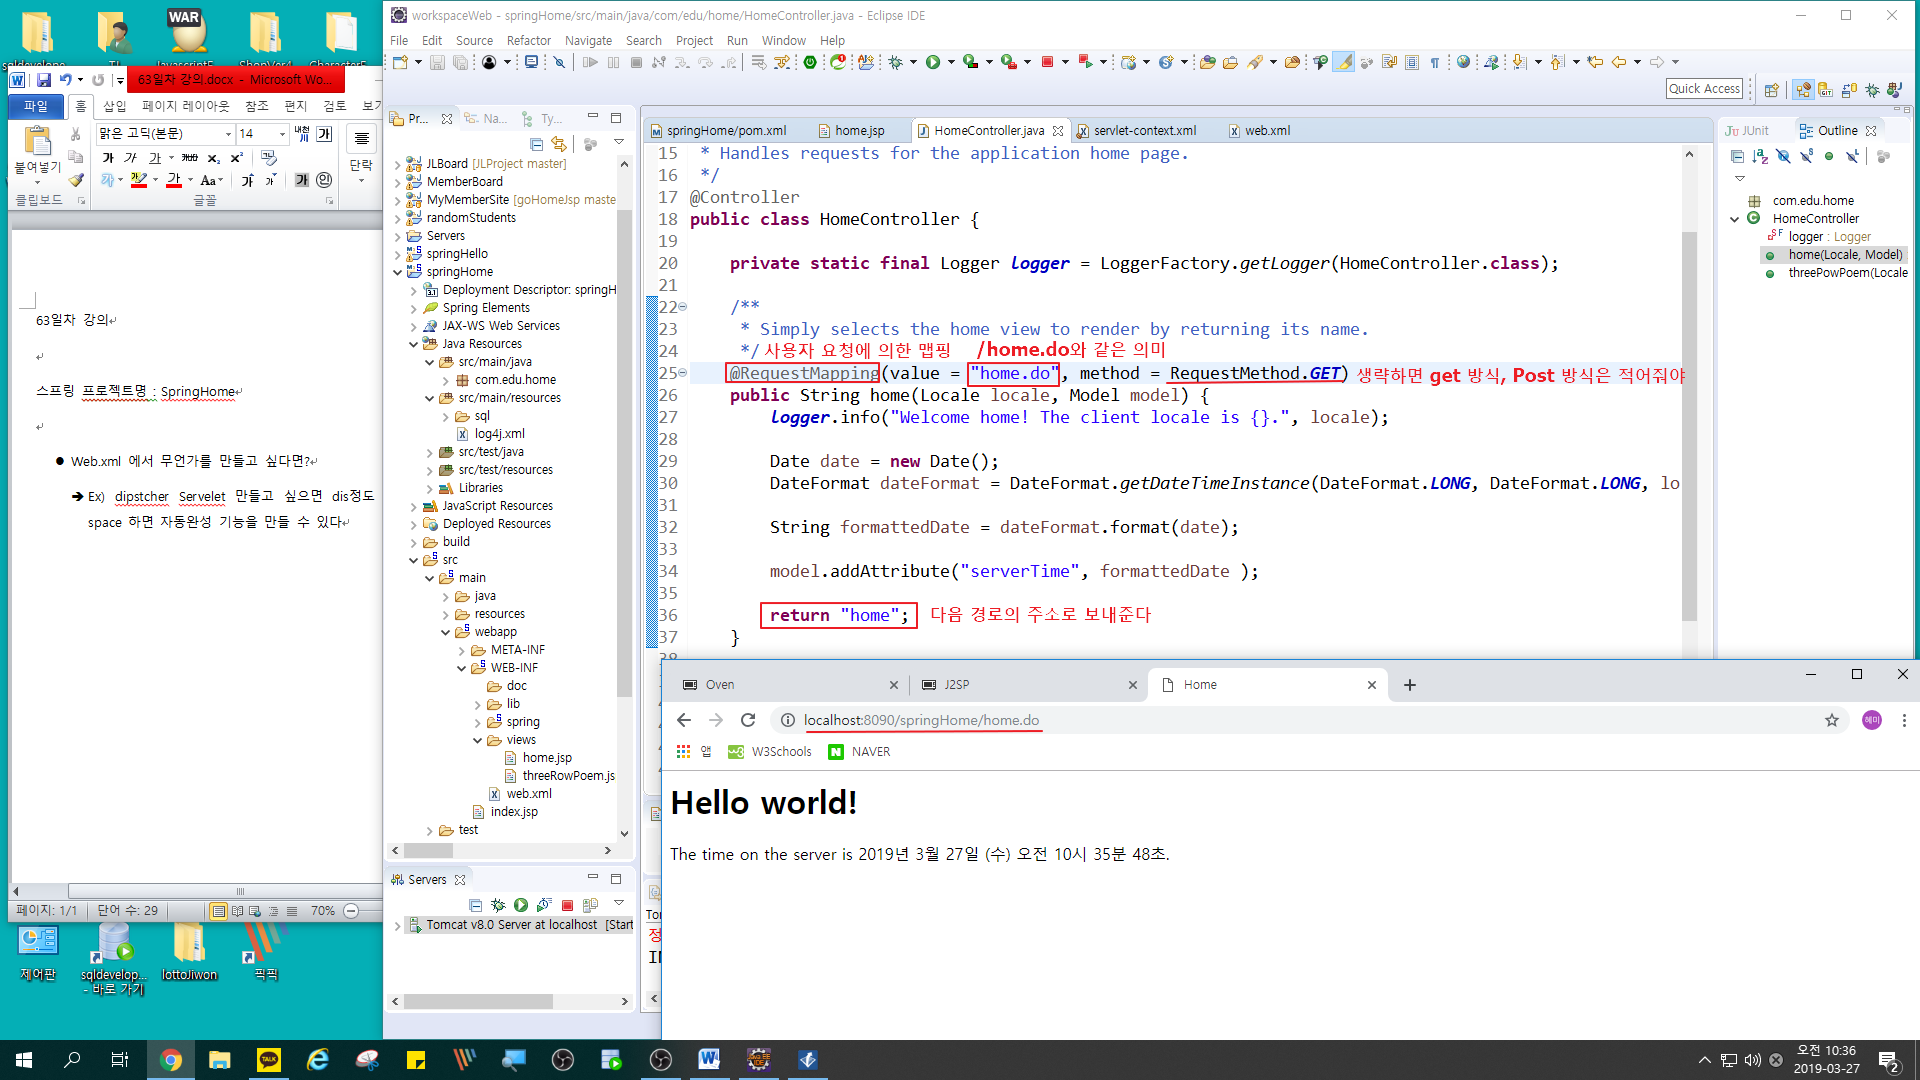 WAR
sqldevelope...
63일차 강의.docx - Microsoft Wo...
파일 홈 삽입 페이지 레이아웃 참조 편지 검토 보기
맑은 고딕(본문) 14
붙여넣기
단락
클립보드 글꼴
63일차 강의
스프링 프로젝트명 : SpringHome
● Web.xml 에서 무언가를 만들고 싶다면?
➔ Ex) dipstcher Servelet 만들고 싶으면 dis정도
space 하면 자동완성 기능을 만들 수 있다
페이지: 1/1 단어 수: 29 70%
제어판
sqldevelop...
- 바로 가기
lottoJiwon
픽픽
workspaceWeb - springHome/src/main/java/com/edu/home/HomeController.java - Eclipse IDE
File Edit Source Refactor Navigate Search Project Run Window Help
Quick Access
Pr... Na... Ty...
JLBoard [JLProject master]
MemberBoard
MyMemberSite [goHomeJsp maste
randomStudents
Servers
springHello
springHome
Deployment Descriptor: springH
Spring Elements
JAX-WS Web Services
Java Resources
src/main/java
com.edu.home
src/main/resources
sql
log4j.xml
src/test/java
src/test/resources
Libraries
JavaScript Resources
Deployed Resources
build
src
main
java
resources
webapp
META-INF
WEB-INF
doc
lib
spring
views
home.jsp
threeRowPoem.js
web.xml
index.jsp
test
Servers
Tomcat v8.0 Server at localhost [Start
springHome/pom.xml home.jsp HomeController.java servlet-context.xml web.xml
15 * Handles requests for the application home page.
16 */
17 @Controller
18 public class HomeController {
19
20 private static final Logger logger = LoggerFactory.getLogger(HomeController.class);
21
22 /**
23 * Simply selects the home view to render by returning its name.
24 */ 사용자 요청에 의한 맵핑 /home.do와 같은 의미
25 @RequestMapping(value = "home.do", method = RequestMethod.GET) 생략하면 get 방식, Post 방식은 적어줘야
26 public String home(Locale locale, Model model) {
27 logger.info("Welcome home! The client locale is {}.", locale);
28
29 Date date = new Date();
30 DateFormat dateFormat = DateFormat.getDateTimeInstance(DateFormat.LONG, DateFormat.LONG, lo
31
32 String formattedDate = dateFormat.format(date);
33
34 model.addAttribute("serverTime", formattedDate );
35
36 return "home"; 다음 경로의 주소로 보내준다
37 }
JUnit Outline
com.edu.home
HomeController
logger : Logger
home(Locale, Model)
threePowPoem(Locale
Oven J2SP Home
localhost:8090/springHome/home.do
혜미
앱 W3Schools NAVER
Hello world!
The time on the server is 2019년 3월 27일 (수) 오전 10시 35분 48초.
오전 10:36
2019-03-27
2